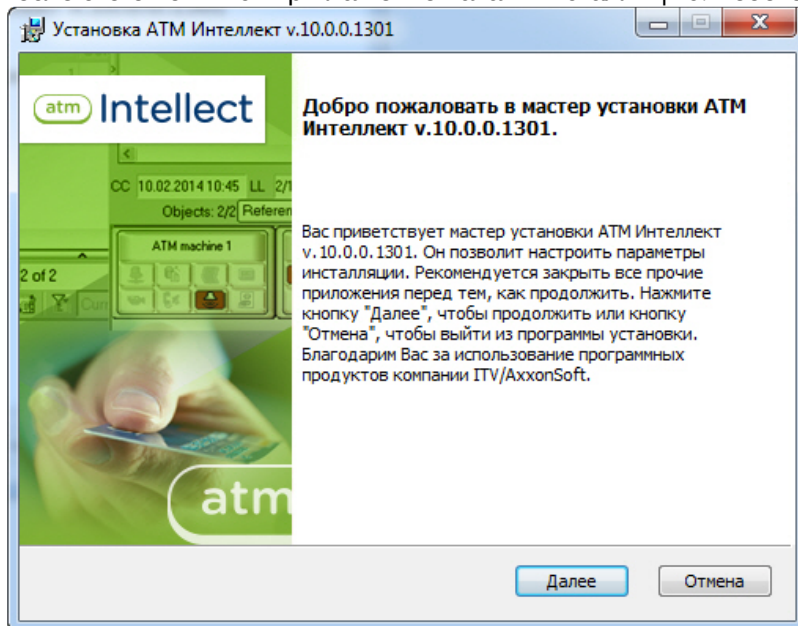 Установка АТМ Интеллект v.10.0.0.1301
atm Intellect
Добро пожаловать в мастер установки АТМ
Интеллект v.10.0.0.1301.
CC 10.02.2014 10:45 LL
Objects: 2/2
ATM machine 1
2 of 2
Вас приветствует мастер установки АТМ Интеллект
v.10.0.0.1301. Он позволит настроить параметры
инсталляции. Рекомендуется закрыть все прочие
приложения перед тем, как продолжить. Нажмите
кнопку "Далее", чтобы продолжить или кнопку
"Отмена", чтобы выйти из программы установки.
Благодарим Вас за использование программных
продуктов компании ITV/AxxonSoft.
atm
Далее
Отмена